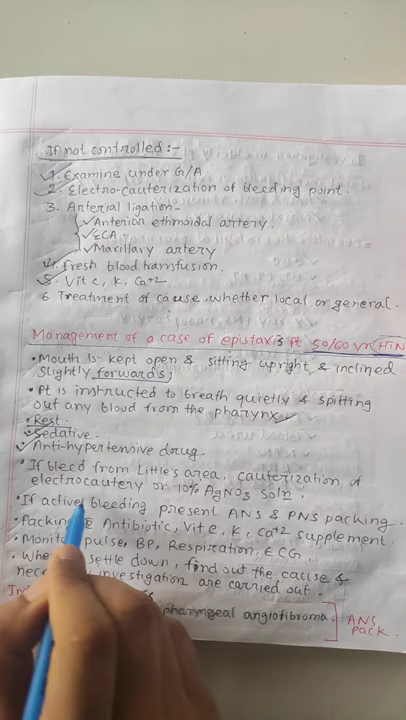 If not controlled :-
1. Examine under G/A
2. Electro-cauterization of bleeding point.
3. Arterial ligation-
Anterior ethmoidal artery.
ECA.
Maxillary artery
4. Fresh blood transfusion.
5. Vit C, K, Ca+2.
6. Treatment of cause whether local or general.
Management of a case of epistaxis pt 50/60 yr HTN
• Mouth is kept open & sitting upright & inclined
slightly forwards,
• Pt is instructed to breath quietly & spitting
out any blood from the pharynx
• Rest.
• Sedative.
Anti-hypertensive drug
• If bleed from Little's area, cauterization of
electrocautery or 10% AgNO3 soln.
• If active bleeding present ANS & PNS packing.
Antibiotic, Vit C, K, Ca+2 supplement.
• Monitor pulse, BP, Respiration, ECG.
settle down, find out the cause &
investigation are carried out.
pharyngeal angiofibroma.
ANS
pack.